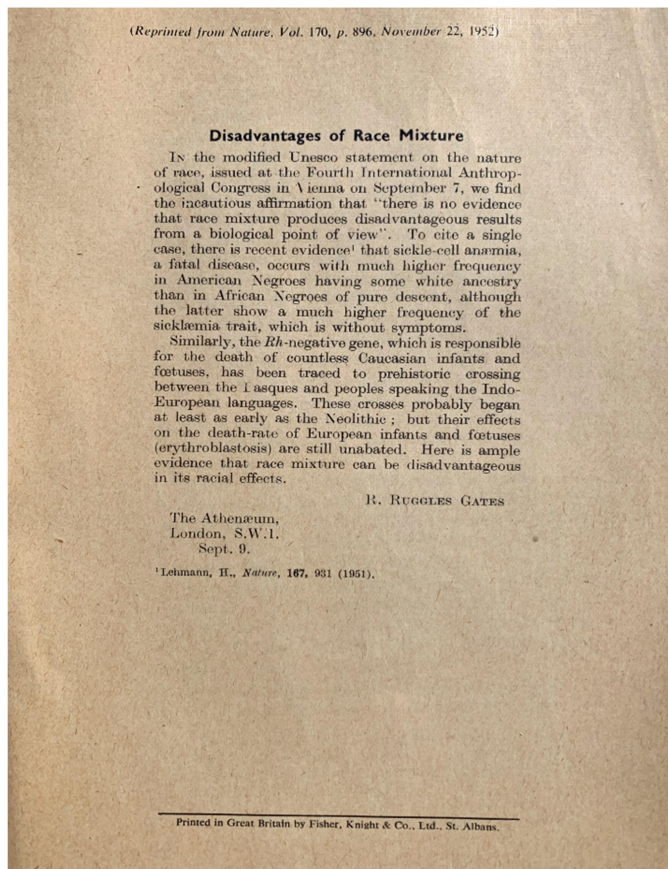 (Reprinted from Nature, Vol. 170, p. 896, November 22, 1952)
Disadvantages of Race Mixture
IN the modified Unesco statement on the nature
of race, issued at the Fourth International Anthrop-
ological Congress in Vienna on September 7, we find
the incautious affirmation that "there is no evidence
that race mixture produces disadvantageous results
from a biological point of view". To cite a single
case, there is recent evidence¹ that sickle-cell anæmia,
a fatal disease, occurs with much higher frequency
in American Negroes having some white ancestry
than in African Negroes of pure descent, although
the latter show a much higher frequency of the
sicklæmia trait, which is without symptoms.
Similarly, the Rh-negative gene, which is responsible
for the death of countless Caucasian infants and
fœtuses, has been traced to prehistoric crossing
between the Basques and peoples speaking the Indo-
European languages. These crosses probably began
at least as early as the Neolithic ; but their effects
on the death-rate of European infants and fœtuses
(erythroblastosis) are still unabated. Here is ample
evidence that race mixture can be disadvantageous
in its racial effects.
R. RUGGLES GATES
The Athenæum,
London, S.W.1.
Sept. 9.
¹ Lehmann, H., Nature, 167, 931 (1951).
Printed in Great Britain by Fisher, Knight & Co., Ltd., St. Albans.